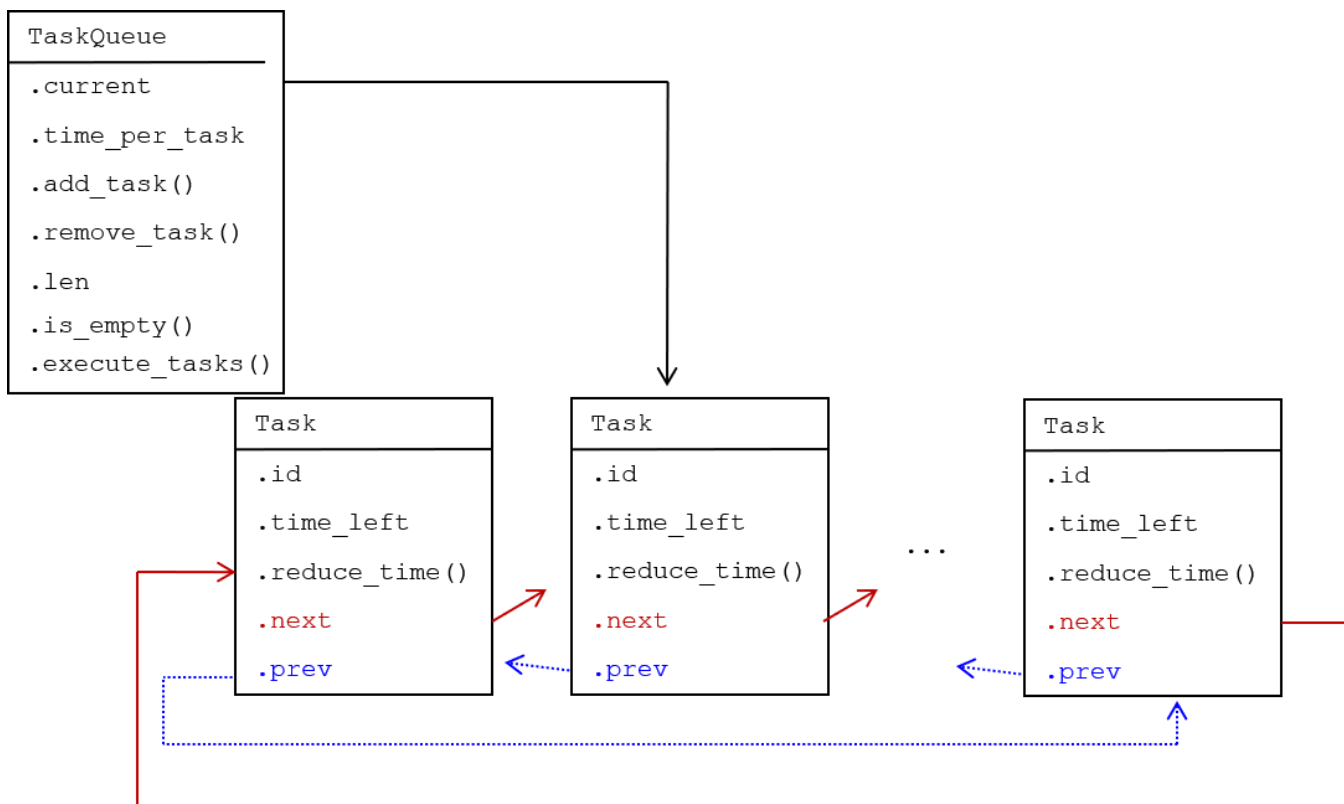 TaskQueue
.current
.time_per_task
.add_task()
.remove_task()
.len
.is_empty()
.execute_tasks()
Task
.id
.time_left
.reduce_time()
.next
.prev
Task
.id
.time_left
.reduce_time()
.next
.prev
...
Task
.id
.time_left
.reduce_time()
.next
.prev